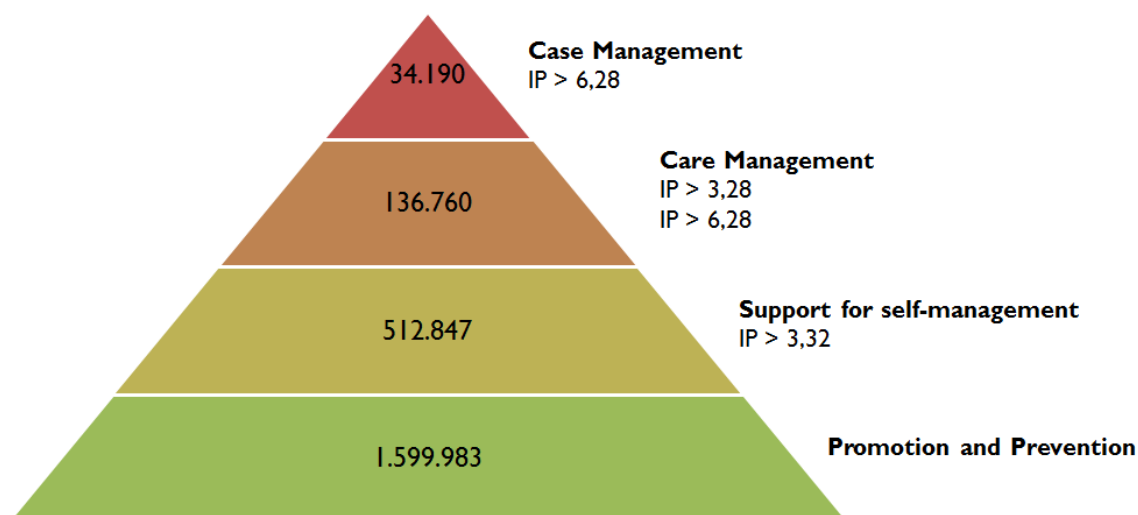 34.190
Case Management
IP > 6,28
136.760
Care Management
IP > 3,28
IP > 6,28
512.847
Support for self-management
IP > 3,32
1.599.983
Promotion and Prevention